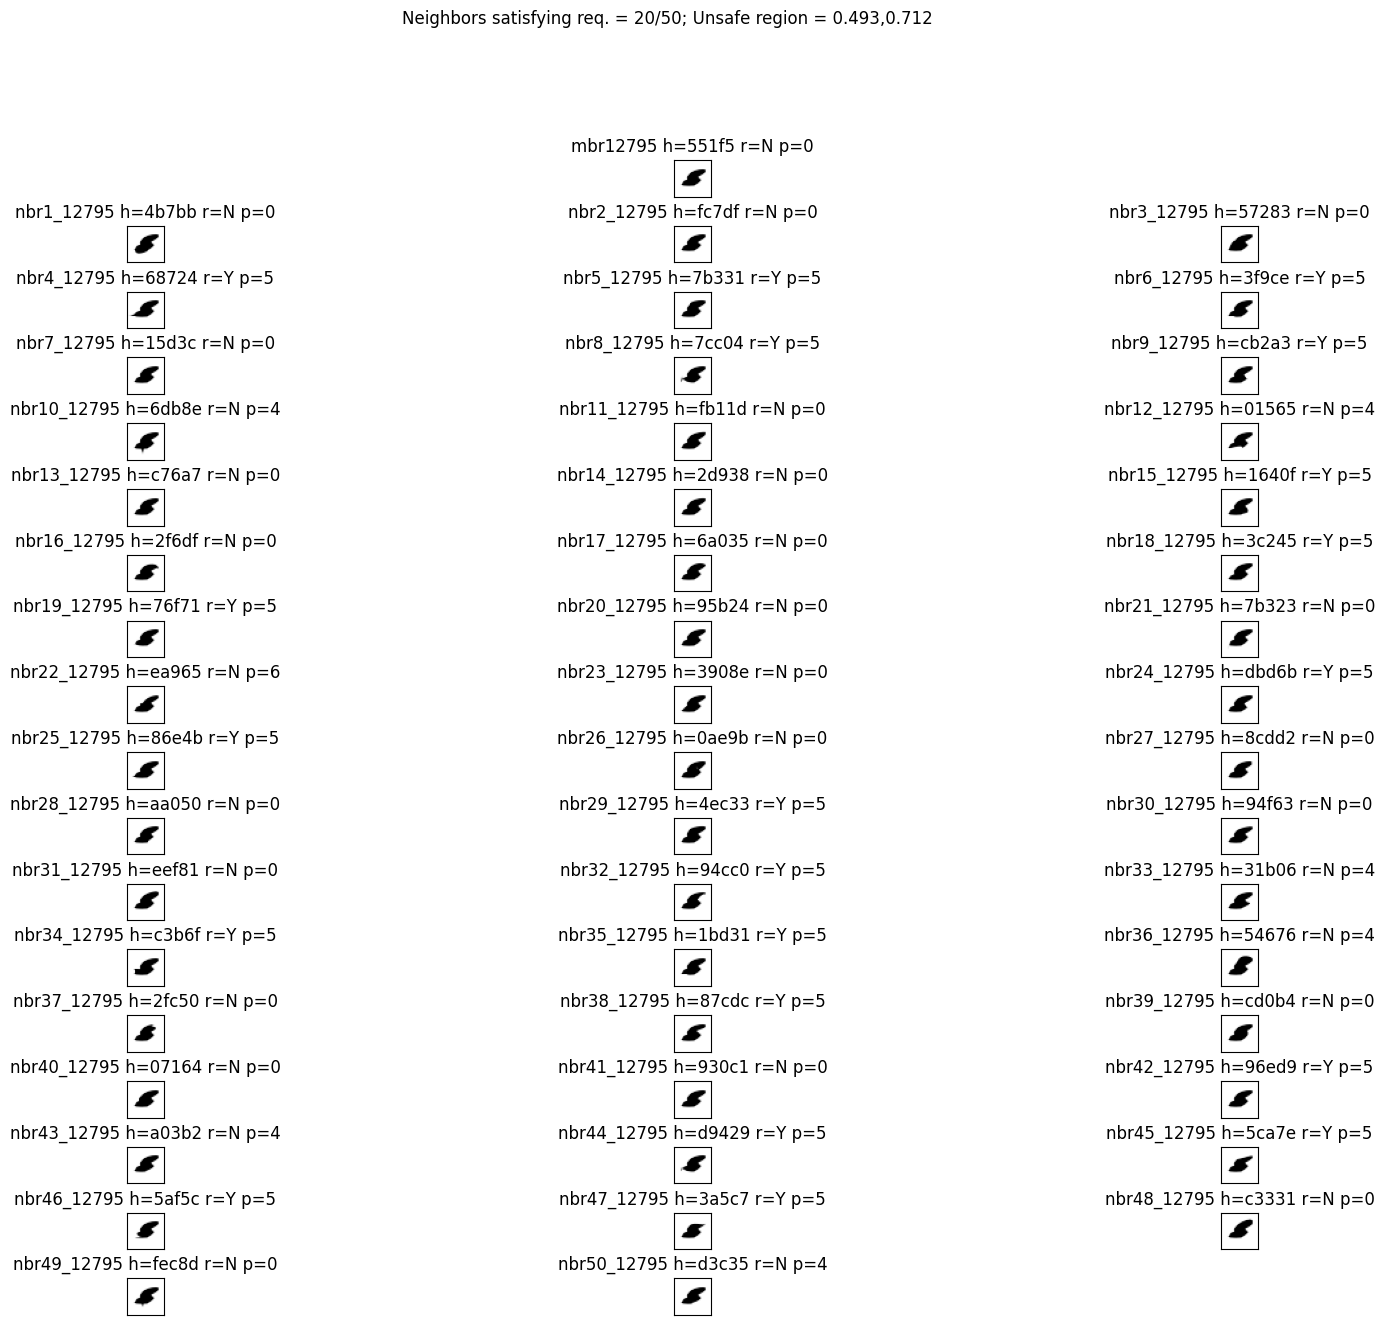 Neighbors satisfying req. = 20/50; Unsafe region = 0.493,0.712
mbr12795 h=551f5 r=N p=0
nbr1_12795 h=4b7bb r=N p=0 nbr2_12795 h=fc7df r=N p=0 nbr3_12795 h=57283 r=N p=0
nbr4_12795 h=68724 r=Y p=5 nbr5_12795 h=7b331 r=Y p=5 nbr6_12795 h=3f9ce r=Y p=5
nbr7_12795 h=15d3c r=N p=0 nbr8_12795 h=7cc04 r=Y p=5 nbr9_12795 h=cb2a3 r=Y p=5
nbr10_12795 h=6db8e r=N p=4 nbr11_12795 h=fb11d r=N p=0 nbr12_12795 h=01565 r=N p=4
nbr13_12795 h=c76a7 r=N p=0 nbr14_12795 h=2d938 r=N p=0 nbr15_12795 h=1640f r=Y p=5
nbr16_12795 h=2f6df r=N p=0 nbr17_12795 h=6a035 r=N p=0 nbr18_12795 h=3c245 r=Y p=5
nbr19_12795 h=76f71 r=Y p=5 nbr20_12795 h=95b24 r=N p=0 nbr21_12795 h=7b323 r=N p=0
nbr22_12795 h=ea965 r=N p=6 nbr23_12795 h=3908e r=N p=0 nbr24_12795 h=dbd6b r=Y p=5
nbr25_12795 h=86e4b r=Y p=5 nbr26_12795 h=0ae9b r=N p=0 nbr27_12795 h=8cdd2 r=N p=0
nbr28_12795 h=aa050 r=N p=0 nbr29_12795 h=4ec33 r=Y p=5 nbr30_12795 h=94f63 r=N p=0
nbr31_12795 h=eef81 r=N p=0 nbr32_12795 h=94cc0 r=Y p=5 nbr33_12795 h=31b06 r=N p=4
nbr34_12795 h=c3b6f r=Y p=5 nbr35_12795 h=1bd31 r=Y p=5 nbr36_12795 h=54676 r=N p=4
nbr37_12795 h=2fc50 r=N p=0 nbr38_12795 h=87cdc r=Y p=5 nbr39_12795 h=cd0b4 r=N p=0
nbr40_12795 h=07164 r=N p=0 nbr41_12795 h=930c1 r=N p=0 nbr42_12795 h=96ed9 r=Y p=5
nbr43_12795 h=a03b2 r=N p=4 nbr44_12795 h=d9429 r=Y p=5 nbr45_12795 h=5ca7e r=Y p=5
nbr46_12795 h=5af5c r=Y p=5 nbr47_12795 h=3a5c7 r=Y p=5 nbr48_12795 h=c3331 r=N p=0
nbr49_12795 h=fec8d r=N p=0 nbr50_12795 h=d3c35 r=N p=4